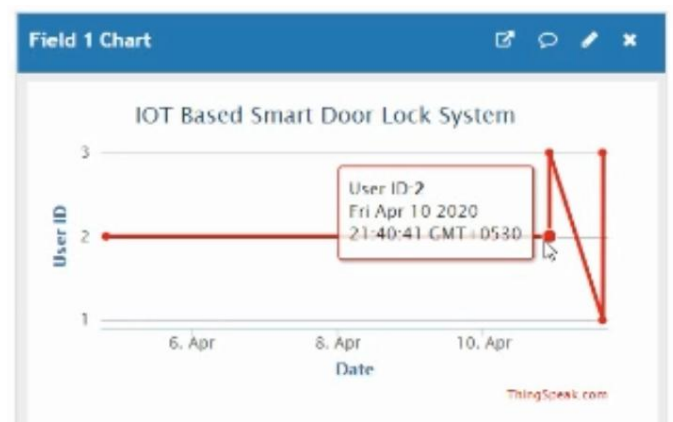 Field 1 Chart
IOT Based Smart Door Lock System
3
User ID:2
Fri Apr 10 2020
21:40:41 GMT+0530
User ID
2
1
6. Apr
8. Apr
10. Apr
Date
ThingSpeak.com